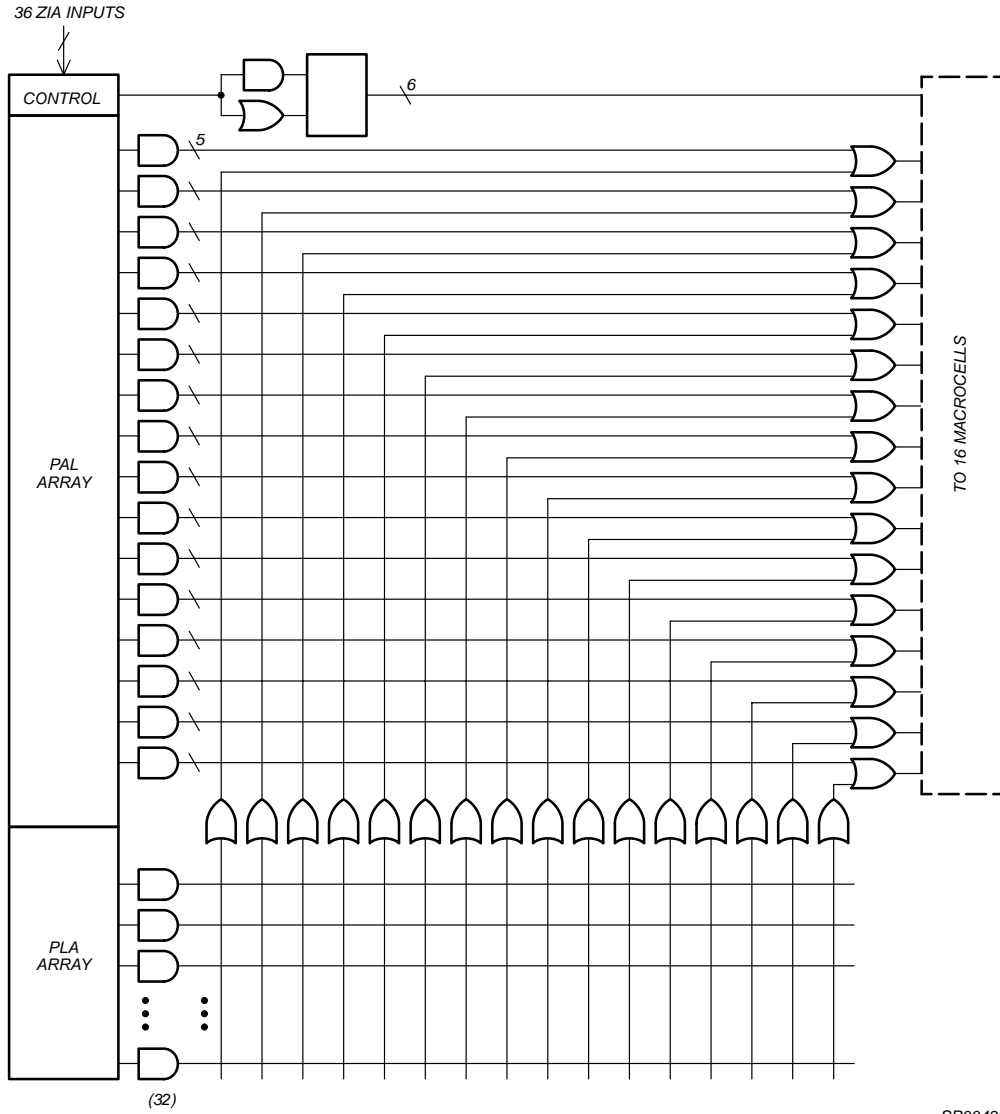 36 ZIA INPUTS
CONTROL
6
5
PAL
ARRAY
TO 16 MACROCELLS
PLA
ARRAY
(32)